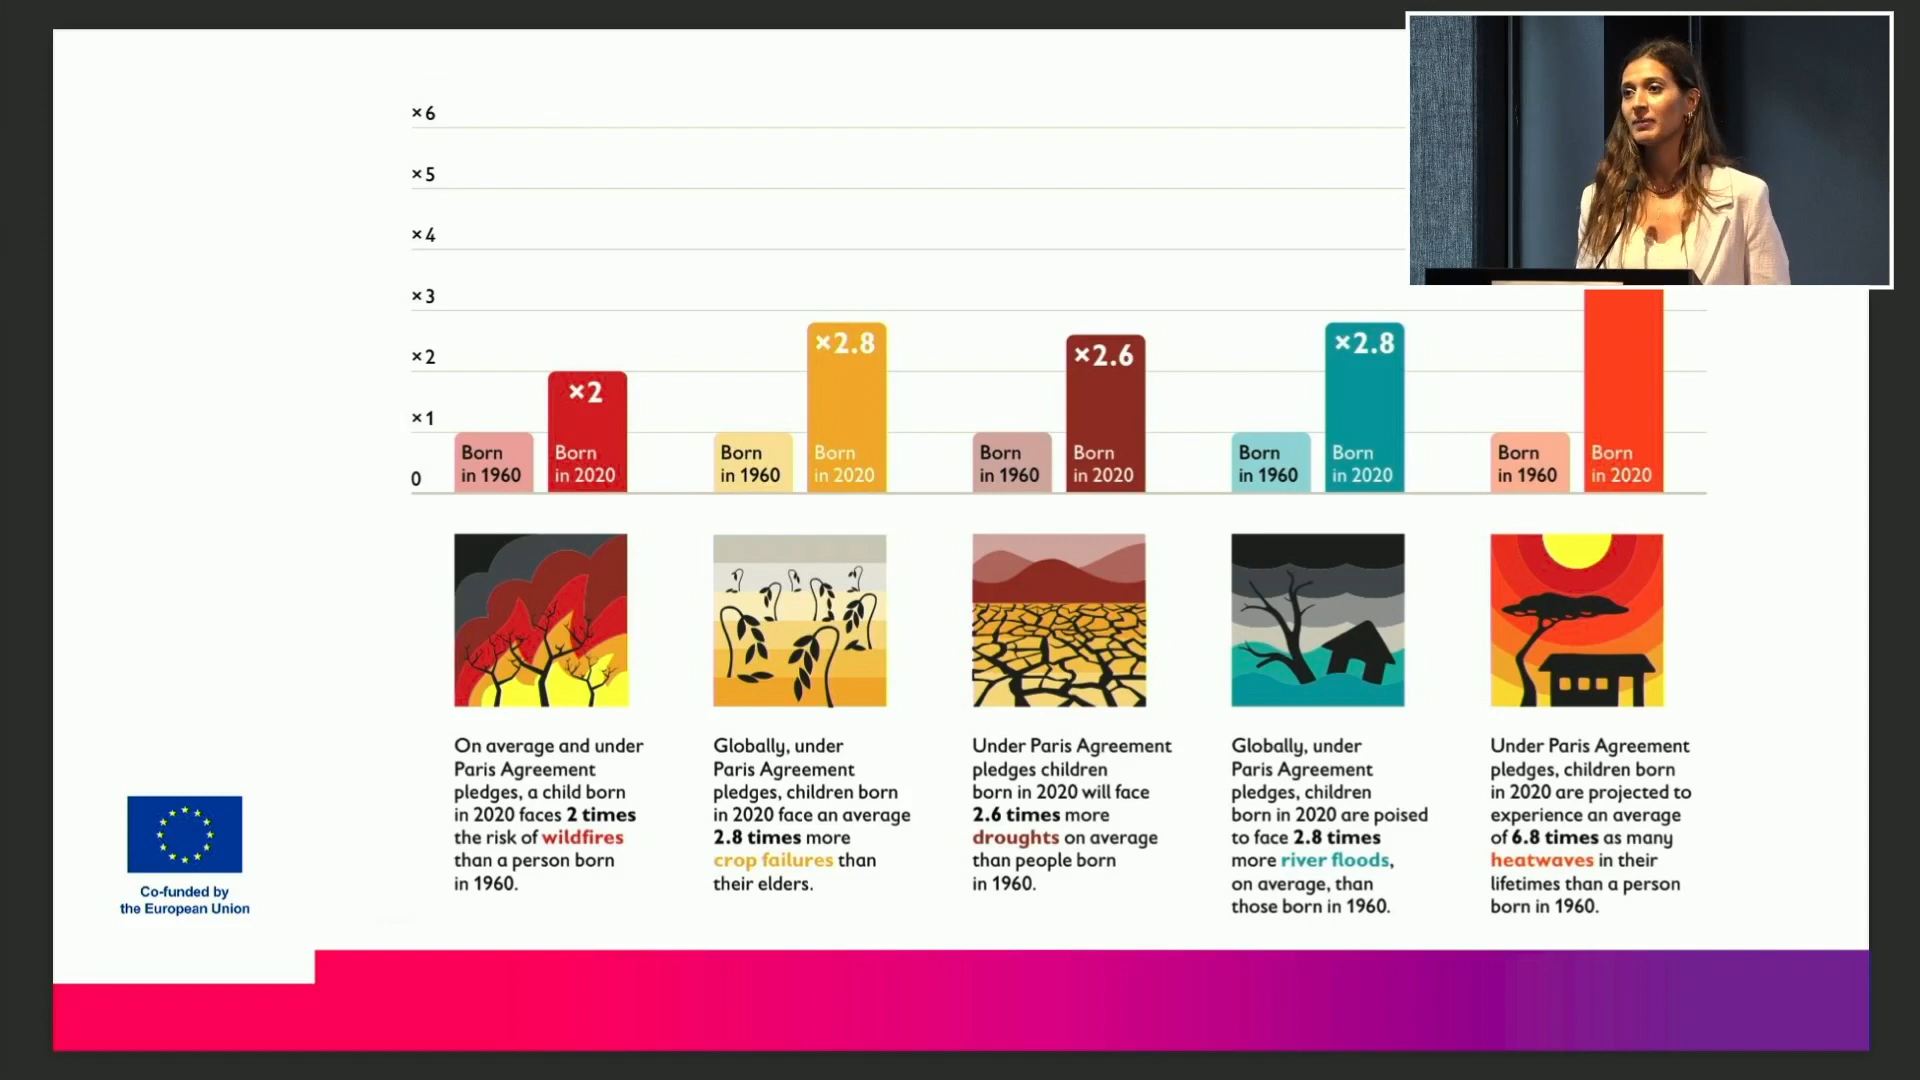 ×6
×5
×4
×3
×2
×1
0
×2
×2.8
×2.6
×2.8
Born
in 1960
Born
in 2020
Born
in 1960
Born
in 2020
Born
in 1960
Born
in 2020
Born
in 1960
Born
in 2020
Born
in 1960
Born
in 2020
On average and under
Paris Agreement
pledges, a child born
in 2020 faces 2 times
the risk of wildfires
than a person born
in 1960.
Globally, under
Paris Agreement
pledges, children born
in 2020 face an average
2.8 times more
crop failures than
their elders.
Under Paris Agreement
pledges children
born in 2020 will face
2.6 times more
droughts on average
than people born
in 1960.
Globally, under
Paris Agreement
pledges, children
born in 2020 are poised
to face 2.8 times
more river floods,
on average, than
those born in 1960.
Under Paris Agreement
pledges, children born
in 2020 are projected to
experience an average
of 6.8 times as many
heatwaves in their
lifetimes than a person
born in 1960.
Co-funded by
the European Union